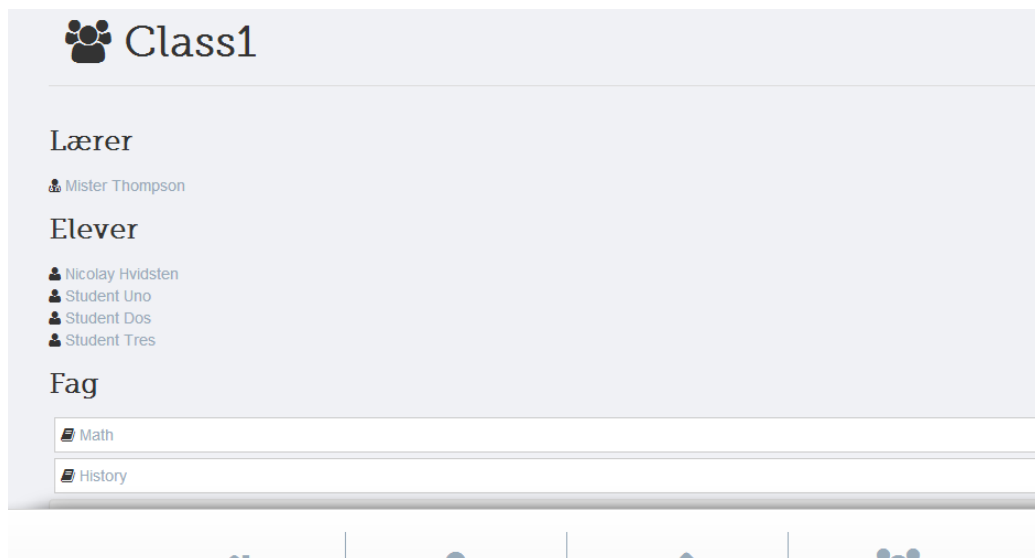 Class1
Lærer
Mister Thompson
Elever
Nicolay Hvidsten
Student Uno
Student Dos
Student Tres
Fag
Math
History